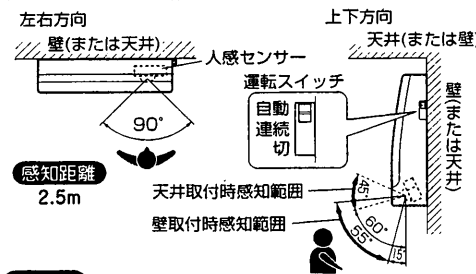 左右方向
壁(または天井)
人感センサー
90°
感知距離
2.5m
上下方向
天井(または壁)
運転スイッチ
自動
連続
切
壁(または天井)
天井取付時感知範囲
壁取付時感知範囲
45°
60°
55°
15°